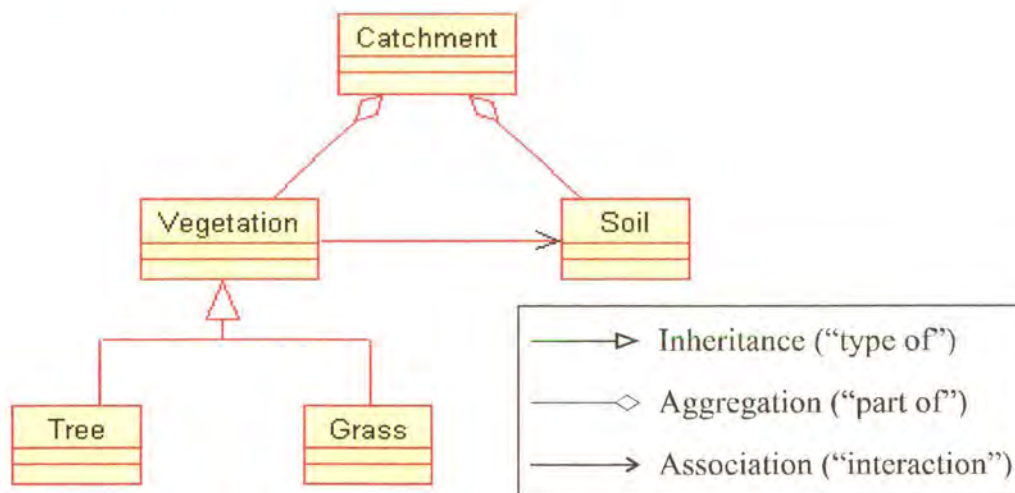 Catchment
Vegetation
Soil
Inheritance (“type of”)
Aggregation (“part of”)
Tree
Grass
Association (“interaction”)